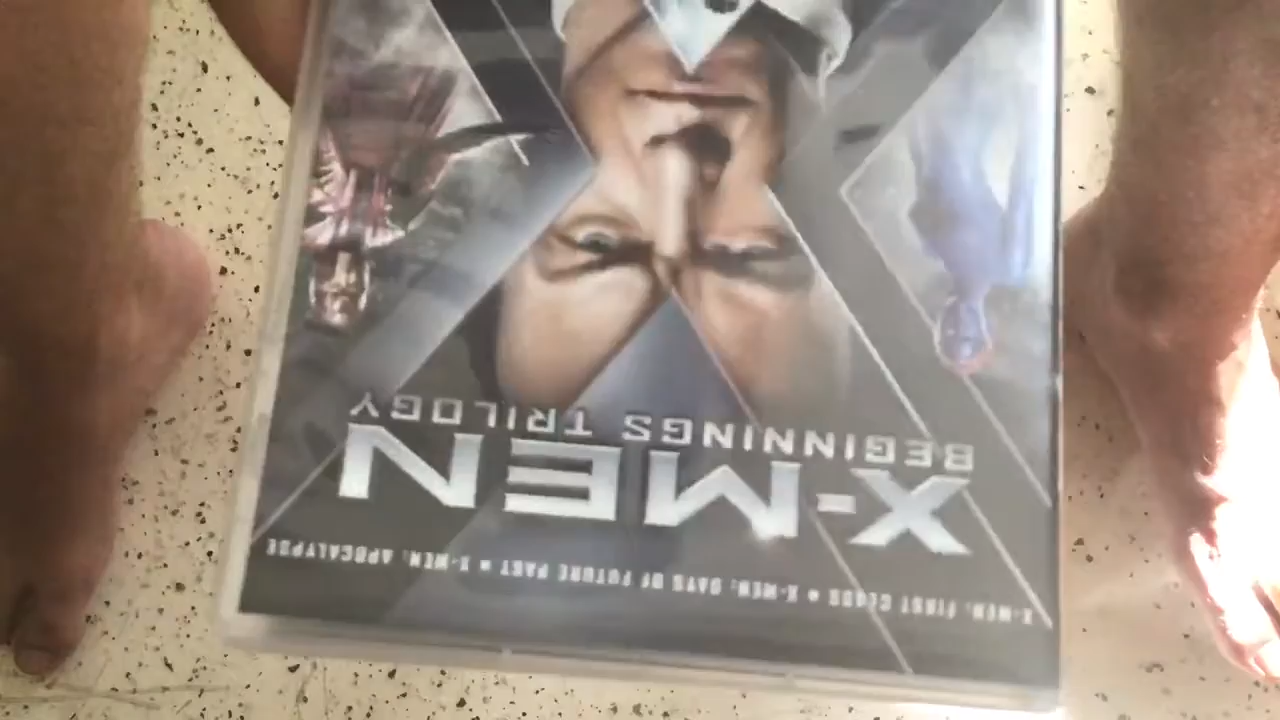 X-MEN: FIRST CLASS ★ X-MEN: DAYS OF FUTURE PAST ★ X-MEN: APOCALYPSE
X-MEN
BEGINNINGS TRILOGY